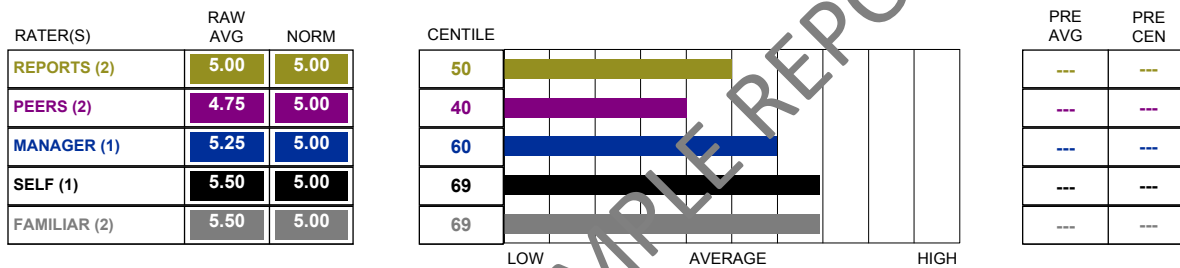 RATER(S) RAW AVG NORM CENTILE PRE AVG PRE CEN
REPORTS (2) 5.00 5.00 50 --- ---
PEERS (2) 4.75 5.00 40 --- ---
MANAGER (1) 5.25 5.00 60 --- ---
SELF (1) 5.50 5.00 69 --- ---
FAMILIAR (2) 5.50 5.00 69 --- ---
LOW AVERAGE HIGH